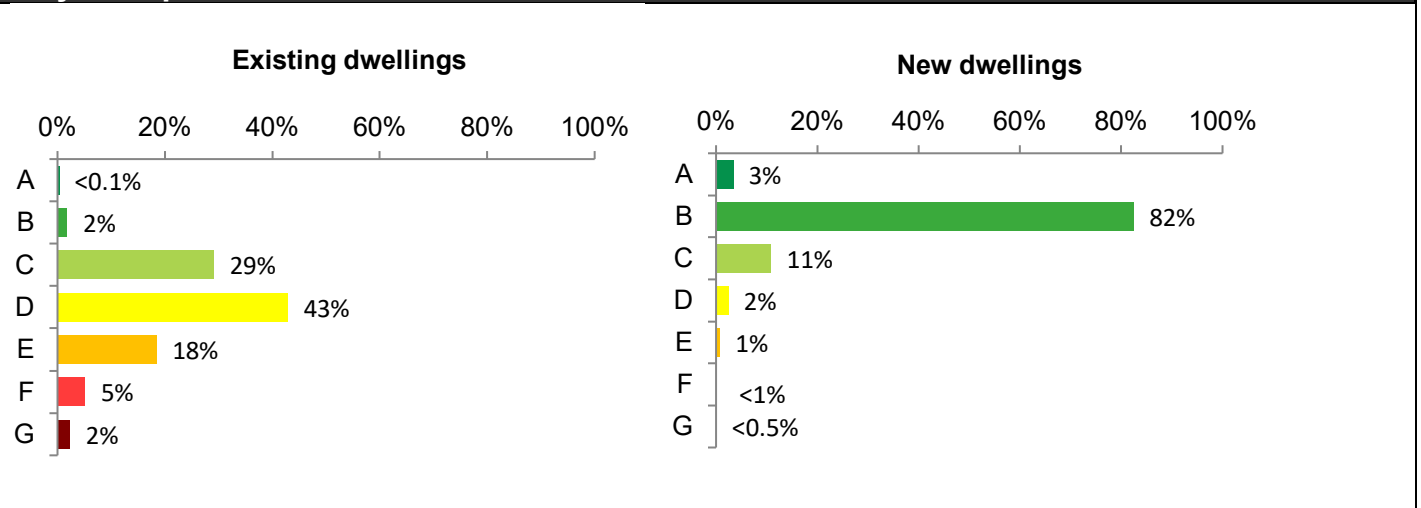 Existing dwellings
0% 20% 40% 60% 80% 100%
A <0.1%
B 2%
C 29%
D 43%
E 18%
F 5%
G 2%
New dwellings
0% 20% 40% 60% 80% 100%
A 3%
B 82%
C 11%
D 2%
E 1%
F <1%
G <0.5%